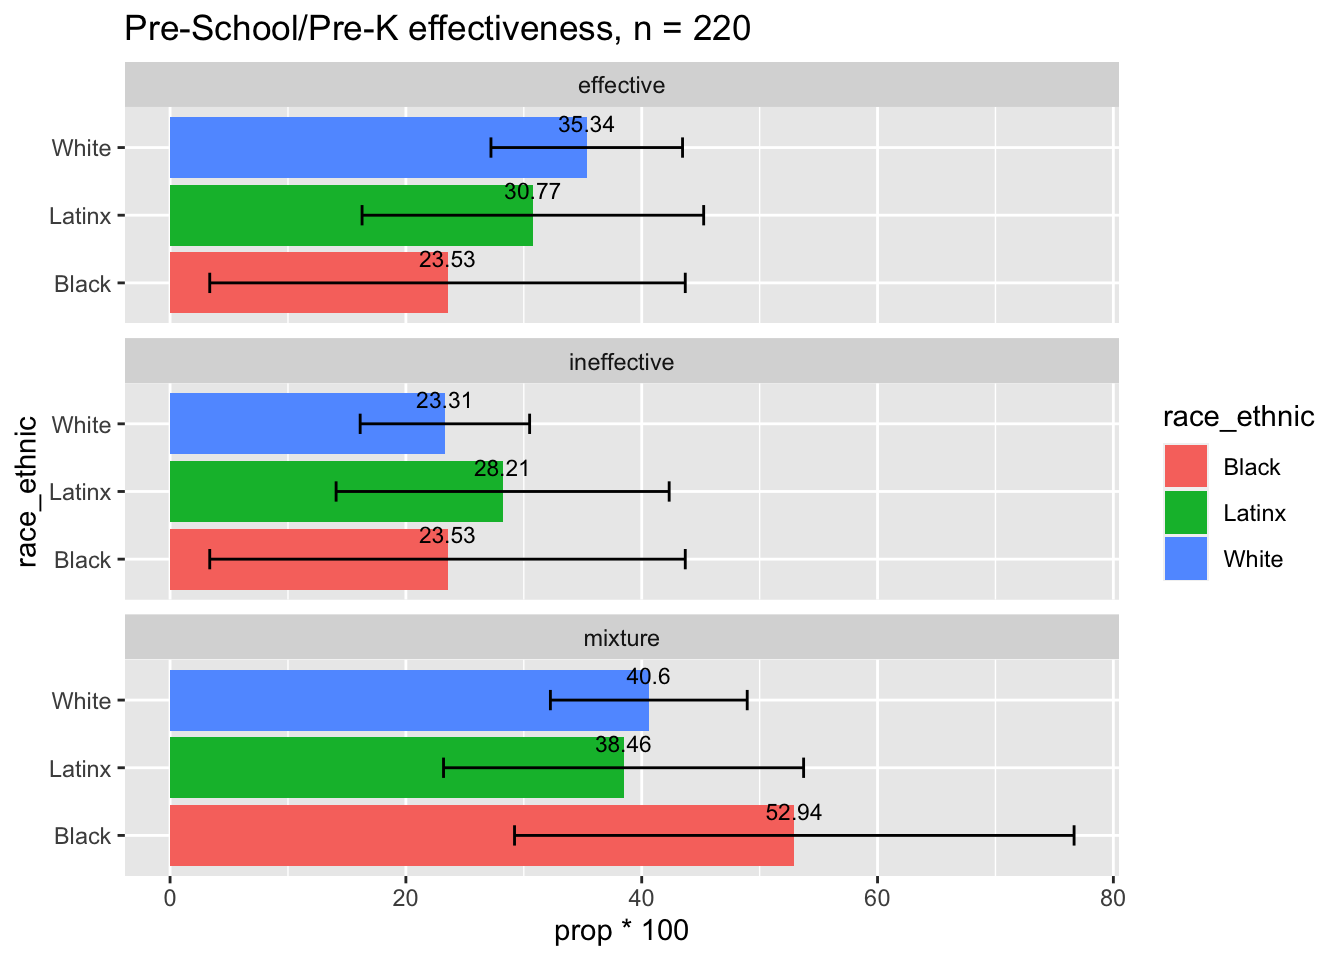 Pre-School/Pre-K effectiveness, n = 220
effective
White
35.34
Latinx
30.77
Black
23.53
ineffective
White
23.31
Latinx
28.21
Black
23.53
mixture
White
40.6
Latinx
38.46
Black
52.94
0 20 40 60 80
prop * 100
race_ethnic
race_ethnic
Black
Latinx
White